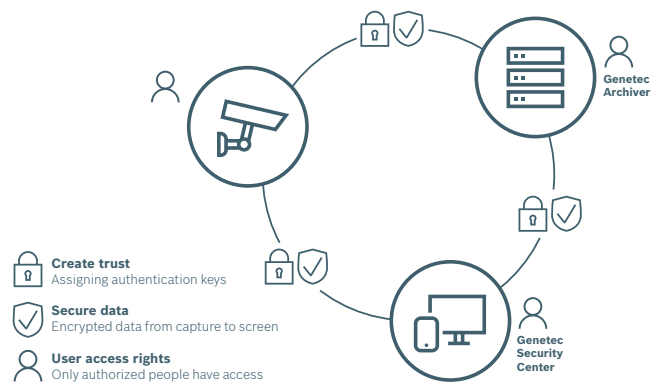 Genetec
Archiver
Create trust
Assigning authentication keys
Secure data
Encrypted data from capture to screen
User access rights
Only authorized people have access
Genetec
Security
Center